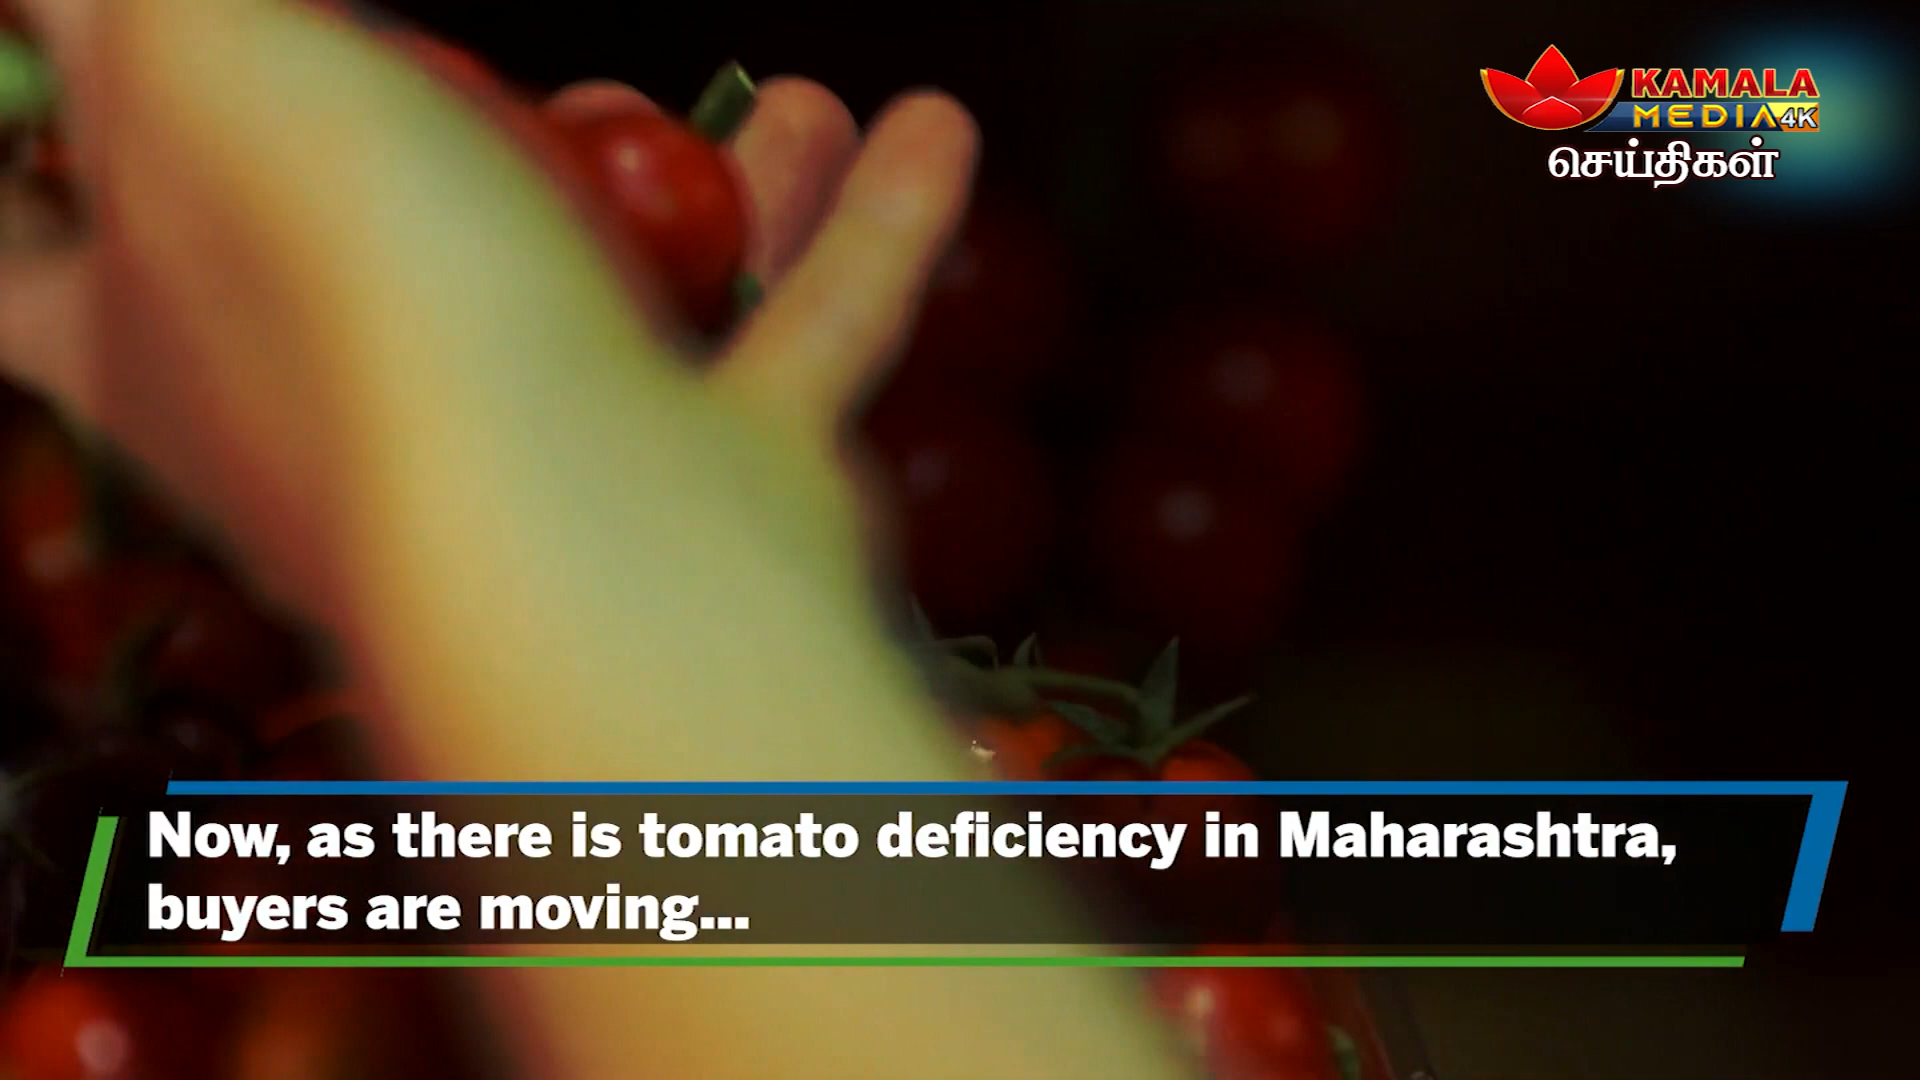 KAMALA
MEDIA 4K
செய்திகள்
Now, as there is tomato deficiency in Maharashtra,
buyers are moving...